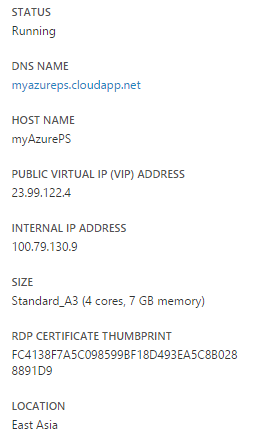 STATUS
Running
DNS NAME
myazureps.cloudapp.net
HOST NAME
myAzurePS
PUBLIC VIRTUAL IP (VIP) ADDRESS
23.99.122.4
INTERNAL IP ADDRESS
100.79.130.9
SIZE
Standard_A3 (4 cores, 7 GB memory)
RDP CERTIFICATE THUMBPRINT
FC4138F7A5C098599BF18D493EA5C8B028
8891D9
LOCATION
East Asia